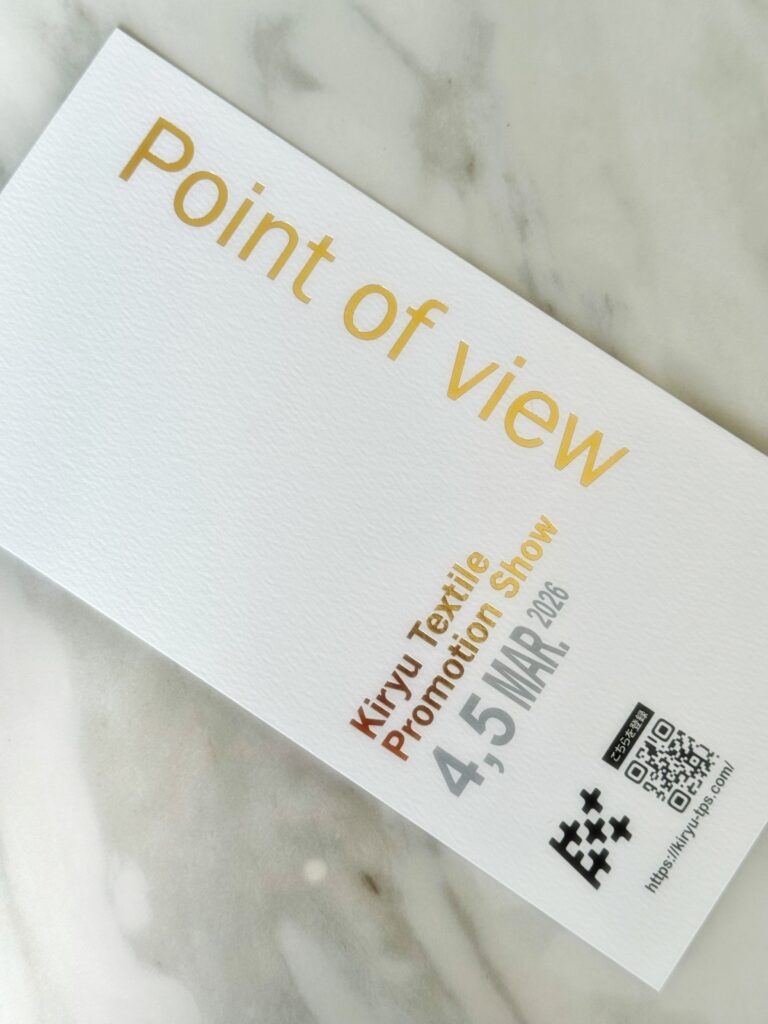 Point of view
Kiryu Textile
Promotion Show
4,5 MAR. 2026
こちらを登録
https://kiryu-tps.com/